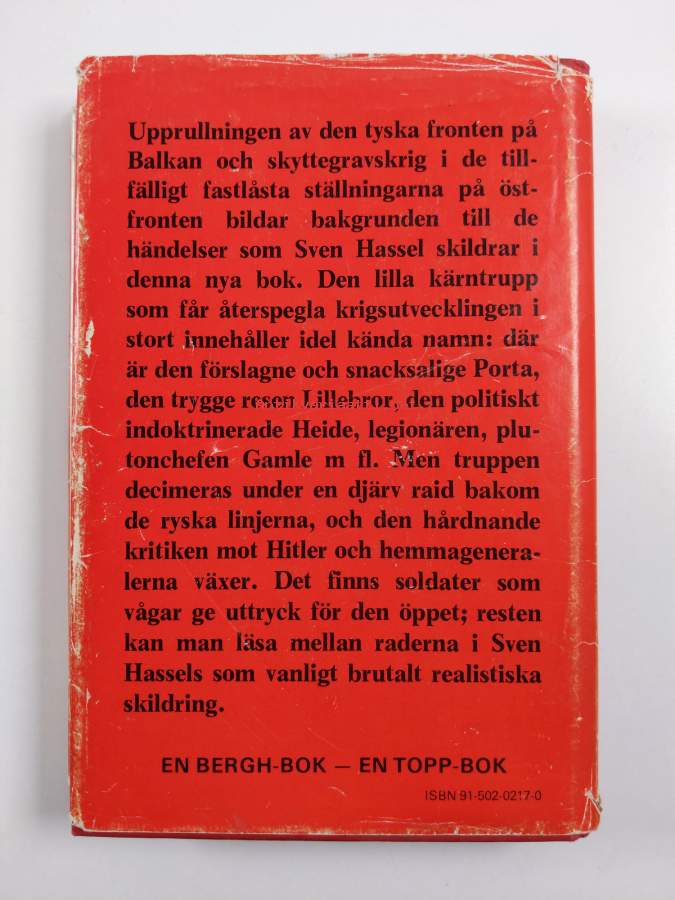 Upprullningen av den tyska fronten på
Balkan och skyttegravskrig i de till-
fälligt fastlåsta ställningarna på öst-
fronten bildar bakgrunden till de
händelser som Sven Hassel skildrar i
denna nya bok. Den lilla kärntrupp
som får återspegla krigsutvecklingen i
stort innehåller idel kända namn: där
är den förslagne och snacksalige Porta,
den trygge resen Lillebror, den politiskt
indoktrinerade Heide, legionären, plu-
tonchefen Gamle m fl. Men truppen
decimeras under en djärv raid bakom
de ryska linjerna, och den hårdnande
kritiken mot Hitler och hemmagenera-
lerna växer. Det finns soldater som
vågar ge uttryck för den öppet; resten
kan man läsa mellan raderna i Sven
Hassels som vanligt brutalt realistiska
skildring.
EN BERGH-BOK – EN TOPP-BOK
ISBN 91-502-0217-0